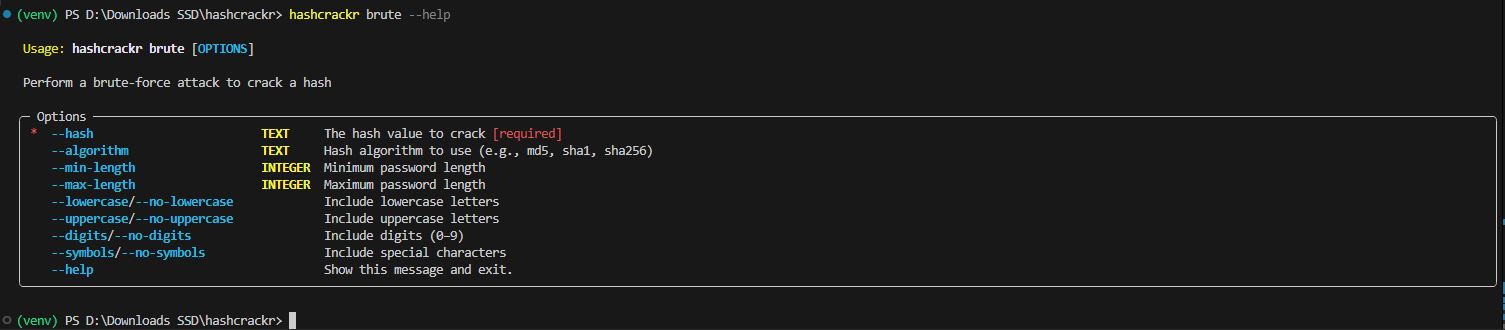 (venv) PS D:\Downloads SSD\hashcrackr> hashcrackr brute --help
Usage: hashcrackr brute [OPTIONS]
Perform a brute-force attack to crack a hash
Options
* --hash TEXT The hash value to crack [required]
--algorithm TEXT Hash algorithm to use (e.g., md5, sha1, sha256)
--min-length INTEGER Minimum password length
--max-length INTEGER Maximum password length
--lowercase/--no-lowercase Include lowercase letters
--uppercase/--no-uppercase Include uppercase letters
--digits/--no-digits Include digits (0–9)
--symbols/--no-symbols Include special characters
--help Show this message and exit.
(venv) PS D:\Downloads SSD\hashcrackr>